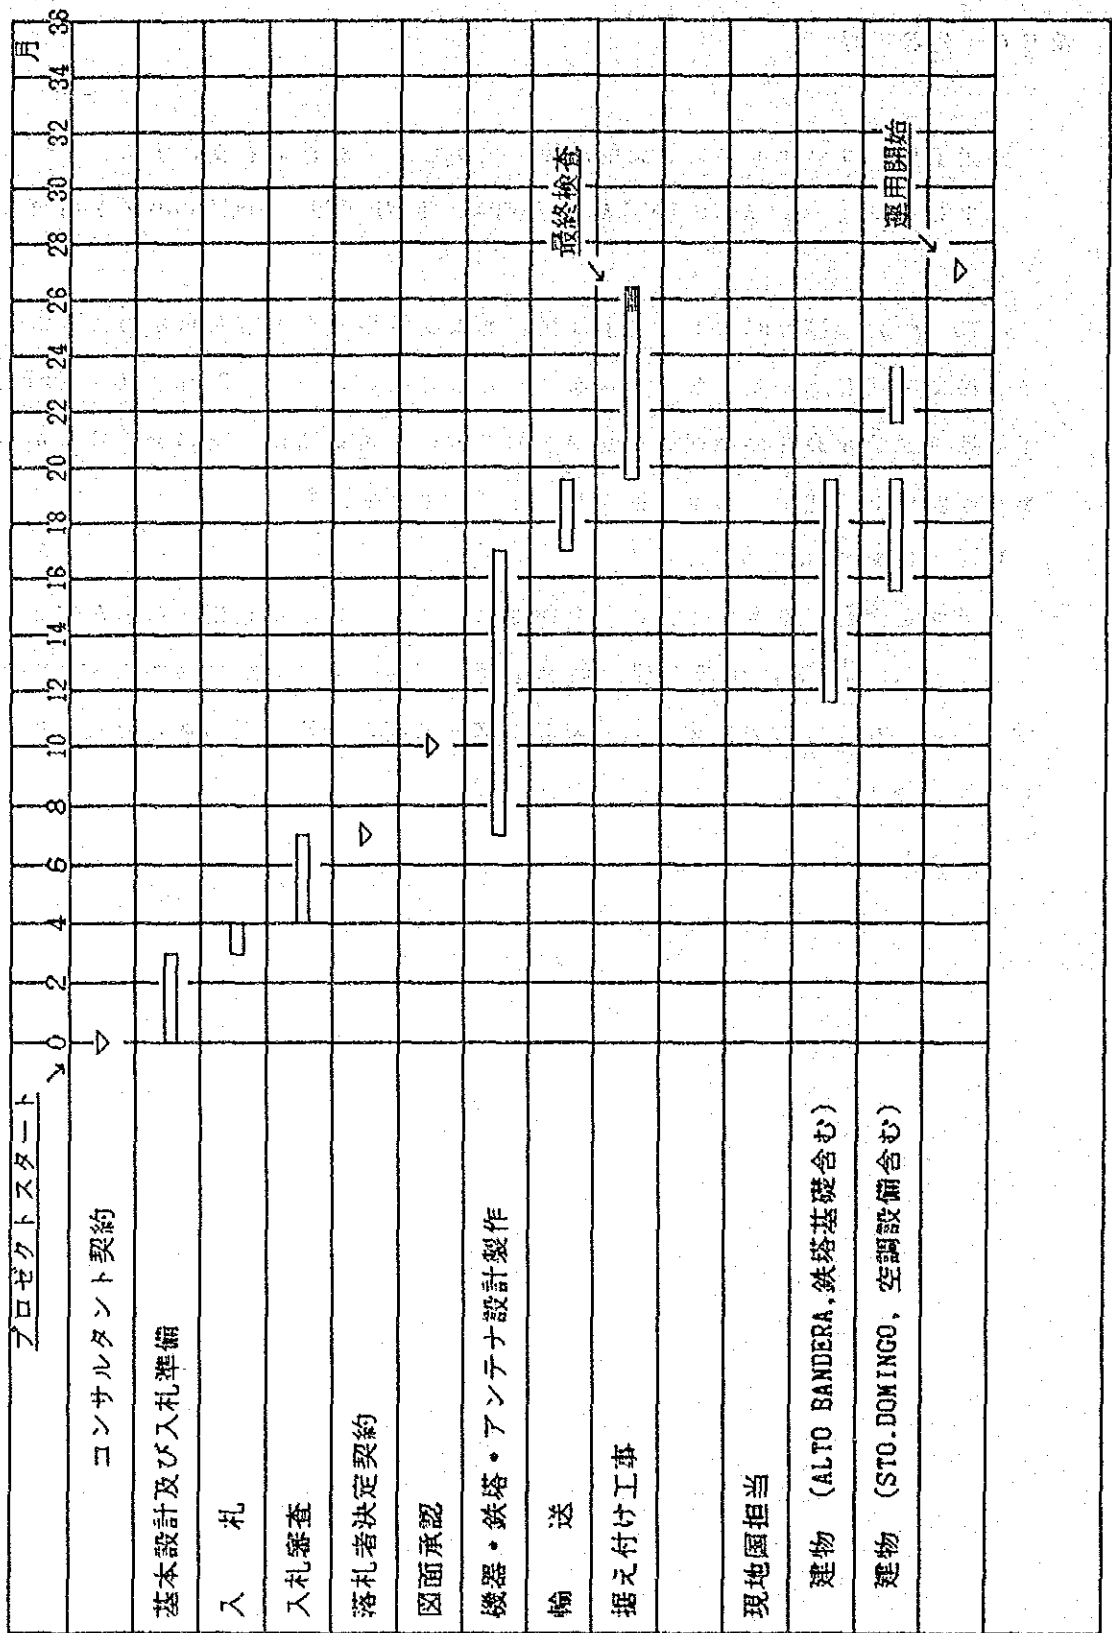 プロゼクトスタート
0 2 4 6 8 10 12 14 16 18 20 22 24 26 28 30 32 34 36
月
コンサルタント契約
基本設計及び入札準備
入 札
入札審査
落札者決定契約
図面承認
機器・鉄塔・アンテナ設計製作
輸 送
据え付け工事
最終検査
現地国担当
建物 (ALTO BANDERA,鉄塔基礎含む)
建物 (STO.DOMINGO, 空調設備含む)
運用開始